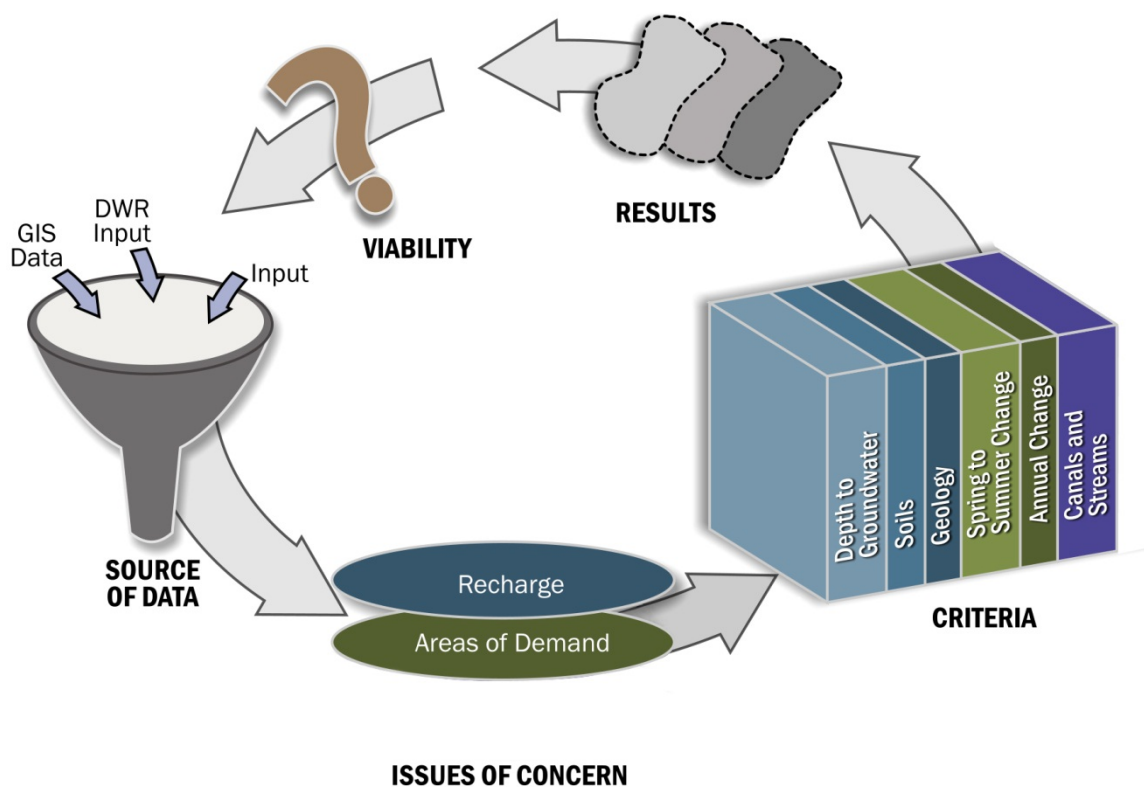 RESULTS
VIABILITY
GIS
Data
DWR
Input
Input
SOURCE
OF DATA
Recharge
Areas of Demand
ISSUES OF CONCERN
Depth to
Groundwater
Soils
Geology
Spring to
Summer Change
Annual Change
Canals and
Streams
CRITERIA